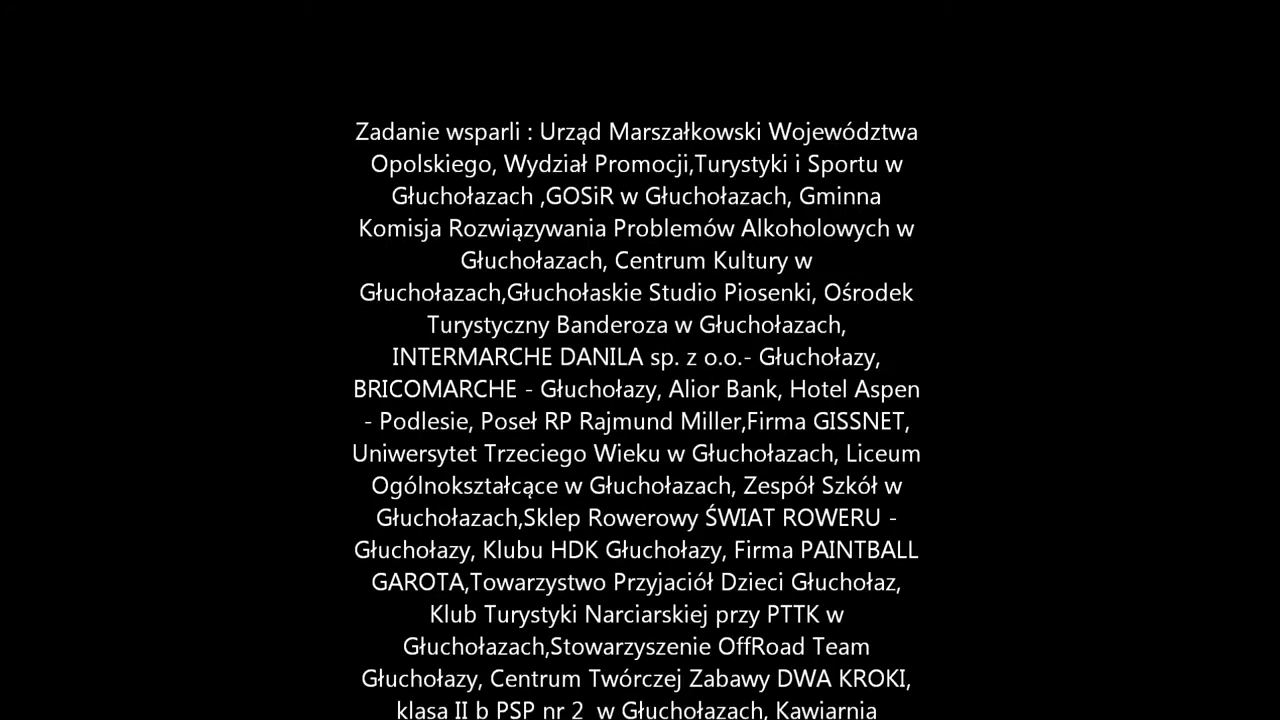 Zadanie wsparli : Urząd Marszałkowski Województwa
Opolskiego, Wydział Promocji,Turystyki i Sportu w
Głuchołazach ,GOSiR w Głuchołazach, Gminna
Komisja Rozwiązywania Problemów Alkoholowych w
Głuchołazach, Centrum Kultury w
Głuchołazach,Głuchołaskie Studio Piosenki, Ośrodek
Turystyczny Banderoza w Głuchołazach,
INTERMARCHE DANILA sp. z o.o.- Głuchołazy,
BRICOMARCHE - Głuchołazy, Alior Bank, Hotel Aspen
- Podlesie, Poseł RP Rajmund Miller,Firma GISSNET,
Uniwersytet Trzeciego Wieku w Głuchołazach, Liceum
Ogólnokształcące w Głuchołazach, Zespół Szkół w
Głuchołazach,Sklep Rowerowy ŚWIAT ROWERU -
Głuchołazy, Klubu HDK Głuchołazy, Firma PAINTBALL
GAROTA,Towarzystwo Przyjaciół Dzieci Głuchołaz,
Klub Turystyki Narciarskiej przy PTTK w
Głuchołazach,Stowarzyszenie OffRoad Team
Głuchołazy, Centrum Twórczej Zabawy DWA KROKI,
klasa II b PSP nr 2  w Głuchołazach, Kawiarnia